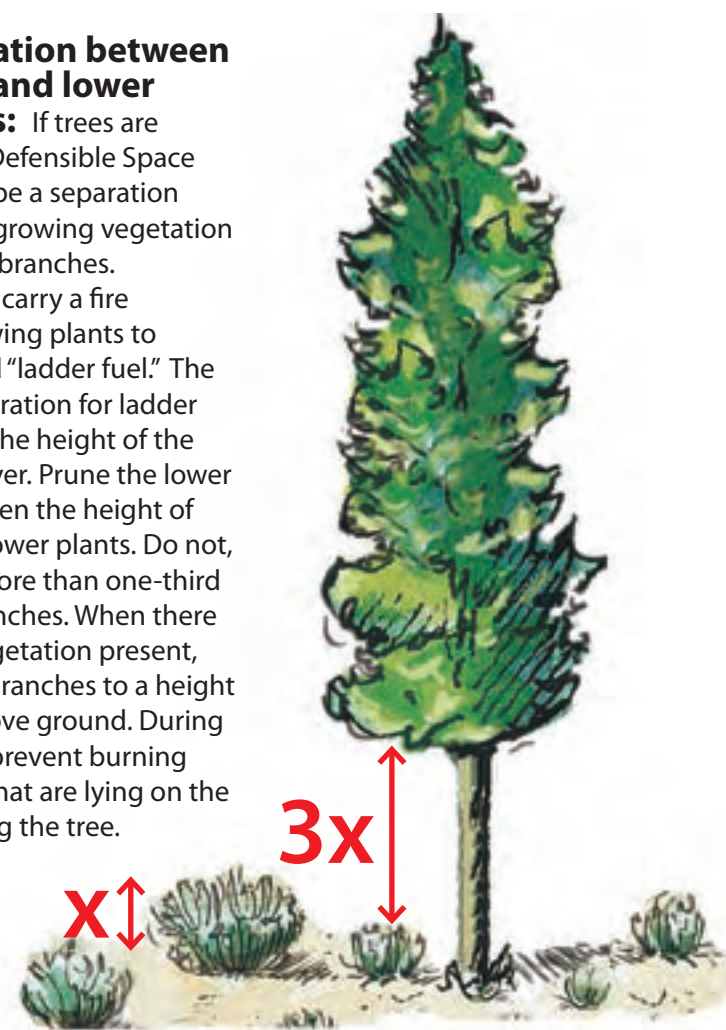 ation between
and lower
s: If trees are
Defensible Space
be a separation
growing vegetation
branches.
carry a fire
ing plants to
"ladder fuel." The
ration for ladder
he height of the
er. Prune the lower
en the height of
ower plants. Do not,
ore than one-third
nches. When there
getation present,
ranches to a height
ove ground. During
prevent burning
hat are lying on the
g the tree.
3x
x